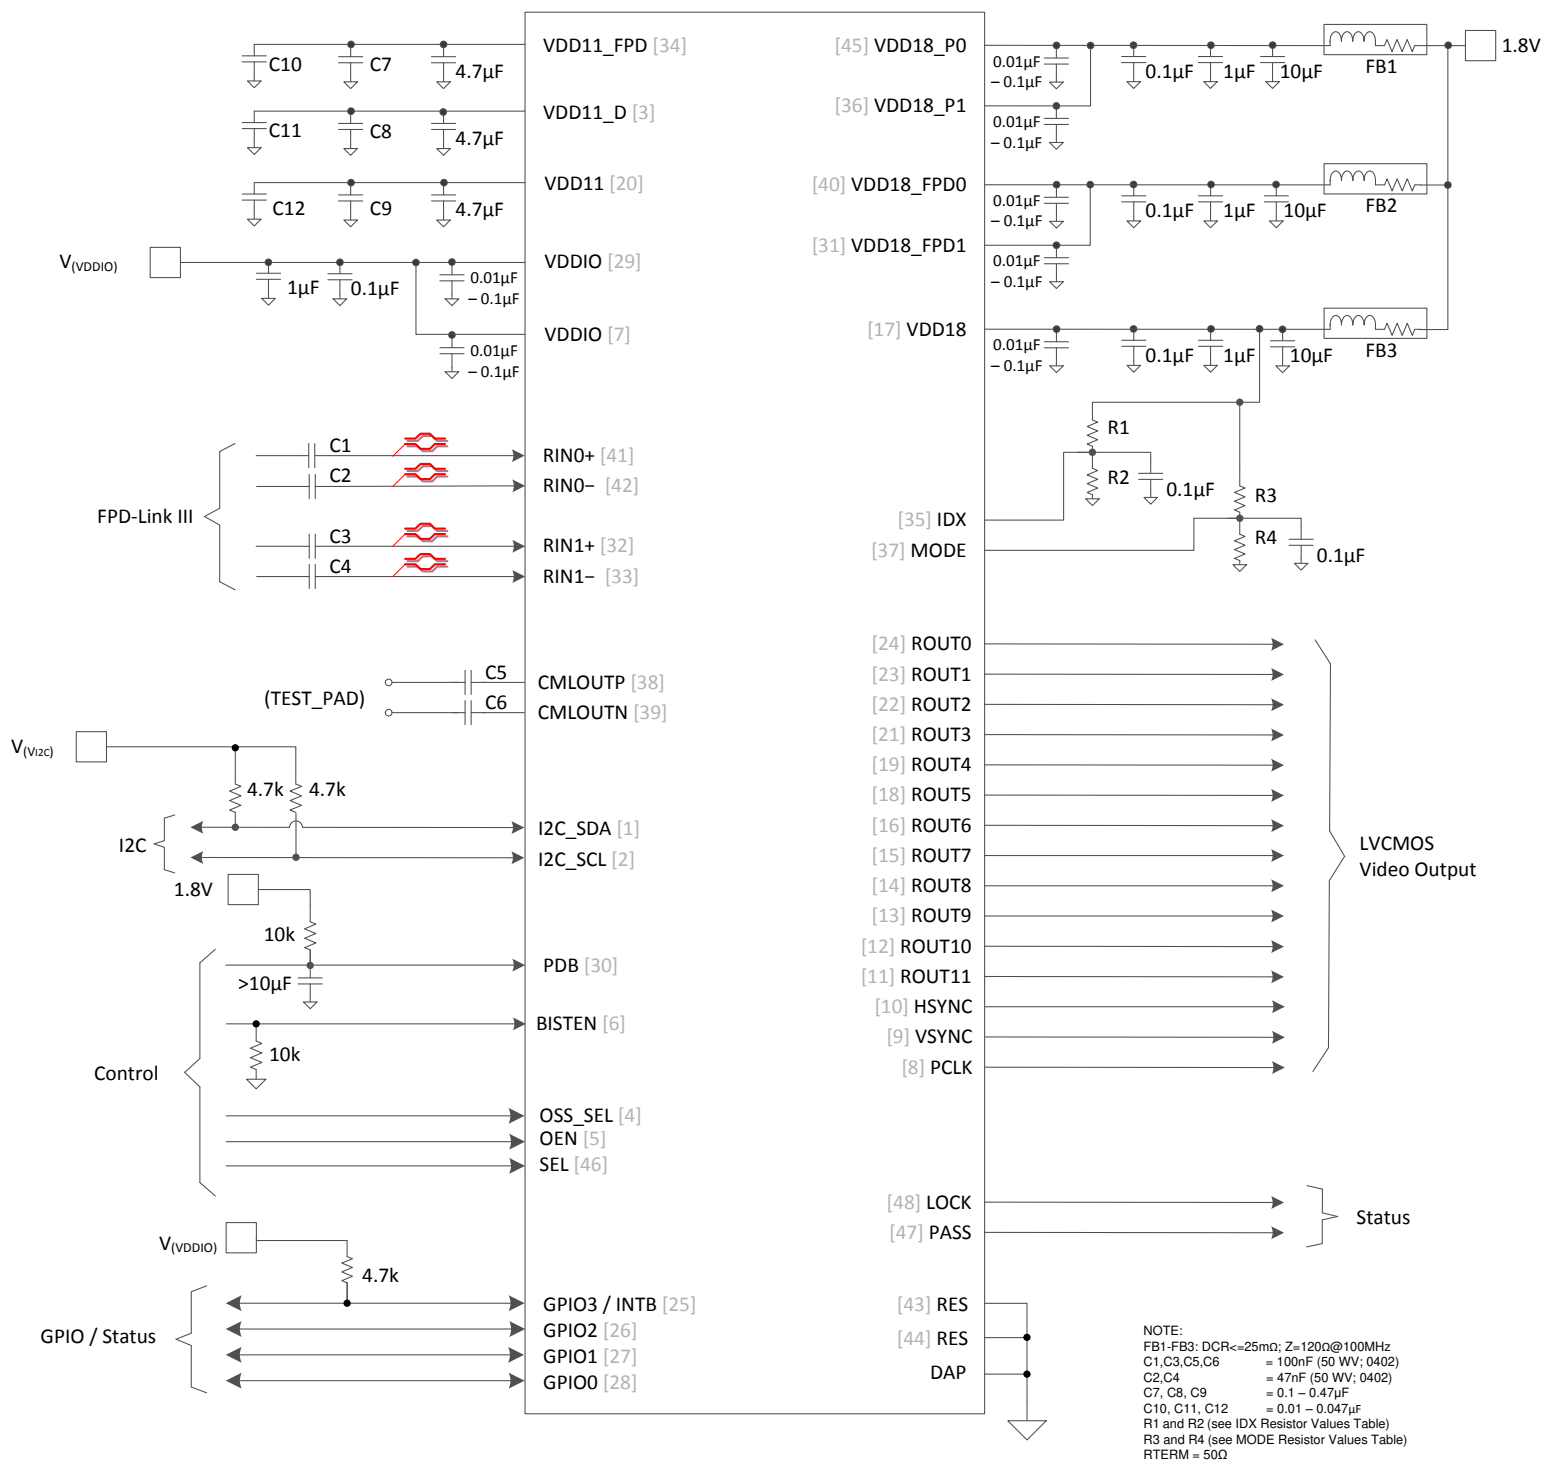 VDD11_FPD [34]
C10
C7
4.7µF
VDD11_D [3]
C11
C8
4.7µF
VDD11 [20]
C12
C9
4.7µF
V(VDDIO)
VDDIO [29]
1µF
0.1µF
0.01µF
– 0.1µF
VDDIO [7]
0.01µF
– 0.1µF
FPD-Link III
C1
RIN0+ [41]
C2
RIN0− [42]
C3
RIN1+ [32]
C4
RIN1− [33]
(TEST_PAD)
C5
CMLOUTP [38]
C6
CMLOUTN [39]
V(VI2C)
4.7k
4.7k
I2C
I2C_SDA [1]
I2C_SCL [2]
1.8V
10k
PDB [30]
>10µF
BISTEN [6]
10k
Control
OSS_SEL [4]
OEN [5]
SEL [46]
V(VDDIO)
4.7k
GPIO / Status
GPIO3 / INTB [25]
GPIO2 [26]
GPIO1 [27]
GPIO0 [28]
[45] VDD18_P0
0.01µF
– 0.1µF
0.1µF
1µF
10µF
FB1
1.8V
[36] VDD18_P1
0.01µF
– 0.1µF
[40] VDD18_FPD0
0.01µF
– 0.1µF
0.1µF
1µF
10µF
FB2
[31] VDD18_FPD1
0.01µF
– 0.1µF
[17] VDD18
0.01µF
– 0.1µF
0.1µF
1µF
10µF
FB3
R1
R2
0.1µF
R3
R4
0.1µF
[35] IDX
[37] MODE
[24] ROUT0
[23] ROUT1
[22] ROUT2
[21] ROUT3
[19] ROUT4
[18] ROUT5
[16] ROUT6
[15] ROUT7
[14] ROUT8
[13] ROUT9
[12] ROUT10
[11] ROUT11
[10] HSYNC
[9] VSYNC
[8] PCLK
LVCMOS
Video Output
[48] LOCK
[47] PASS
Status
[43] RES
[44] RES
DAP
NOTE:
FB1-FB3: DCR<=25mΩ; Z=120Ω@100MHz
C1,C3,C5,C6 = 100nF (50 WV; 0402)
C2,C4 = 47nF (50 WV; 0402)
C7, C8, C9 = 0.1 – 0.47µF
C10, C11, C12 = 0.01 – 0.047µF
R1 and R2 (see IDX Resistor Values Table)
R3 and R4 (see MODE Resistor Values Table)
RTERM = 50Ω